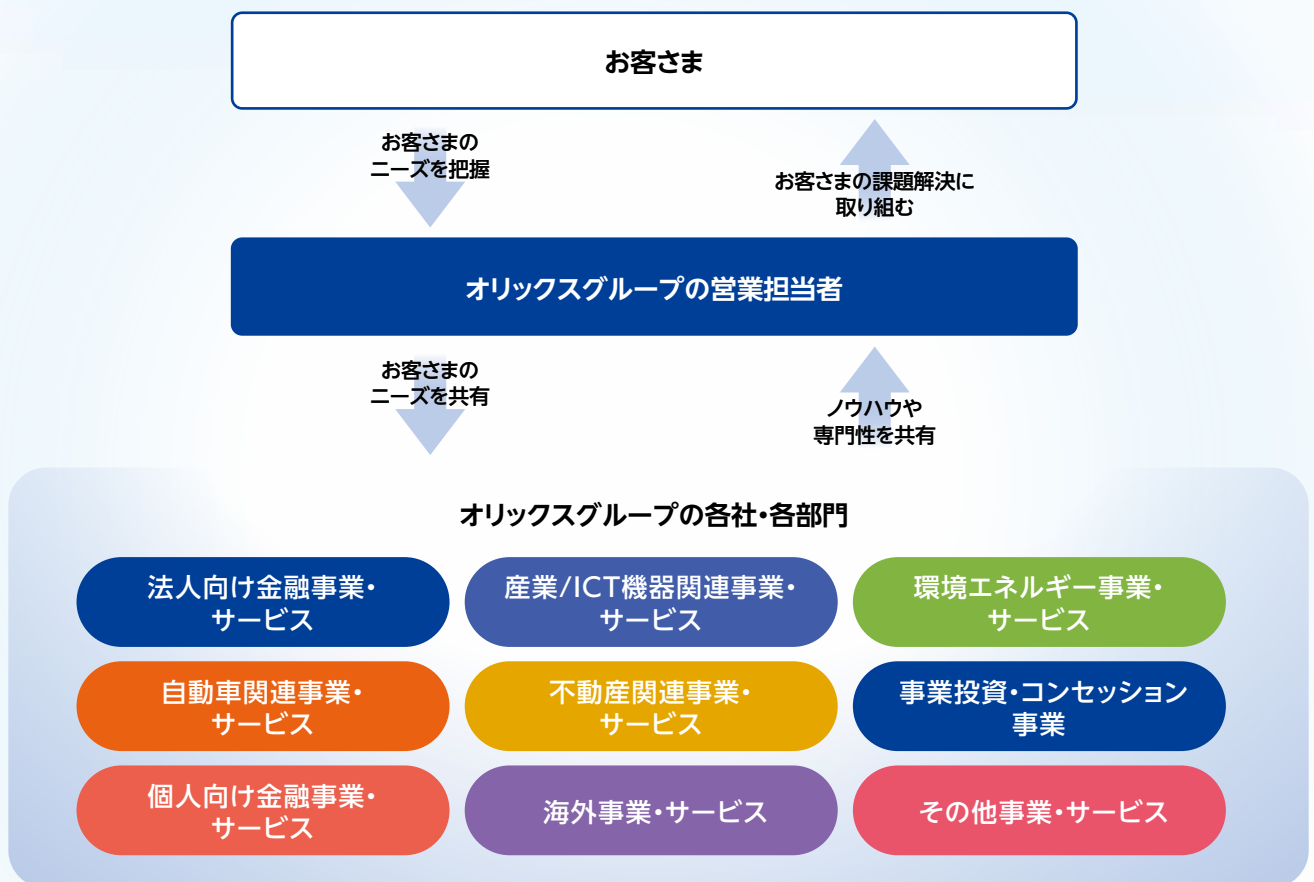 お客さま
お客さまの
ニーズを把握
お客さまの課題解決に
取り組む
オリックスグループの営業担当者
お客さまの
ニーズを共有
ノウハウや
専門性を共有
オリックスグループの各社・各部門
法人向け金融事業・
サービス
産業/ICT機器関連事業・
サービス
環境エネルギー事業・
サービス
自動車関連事業・
サービス
不動産関連事業・
サービス
事業投資・コンセッション
事業
個人向け金融事業・
サービス
海外事業・サービス
その他事業・サービス